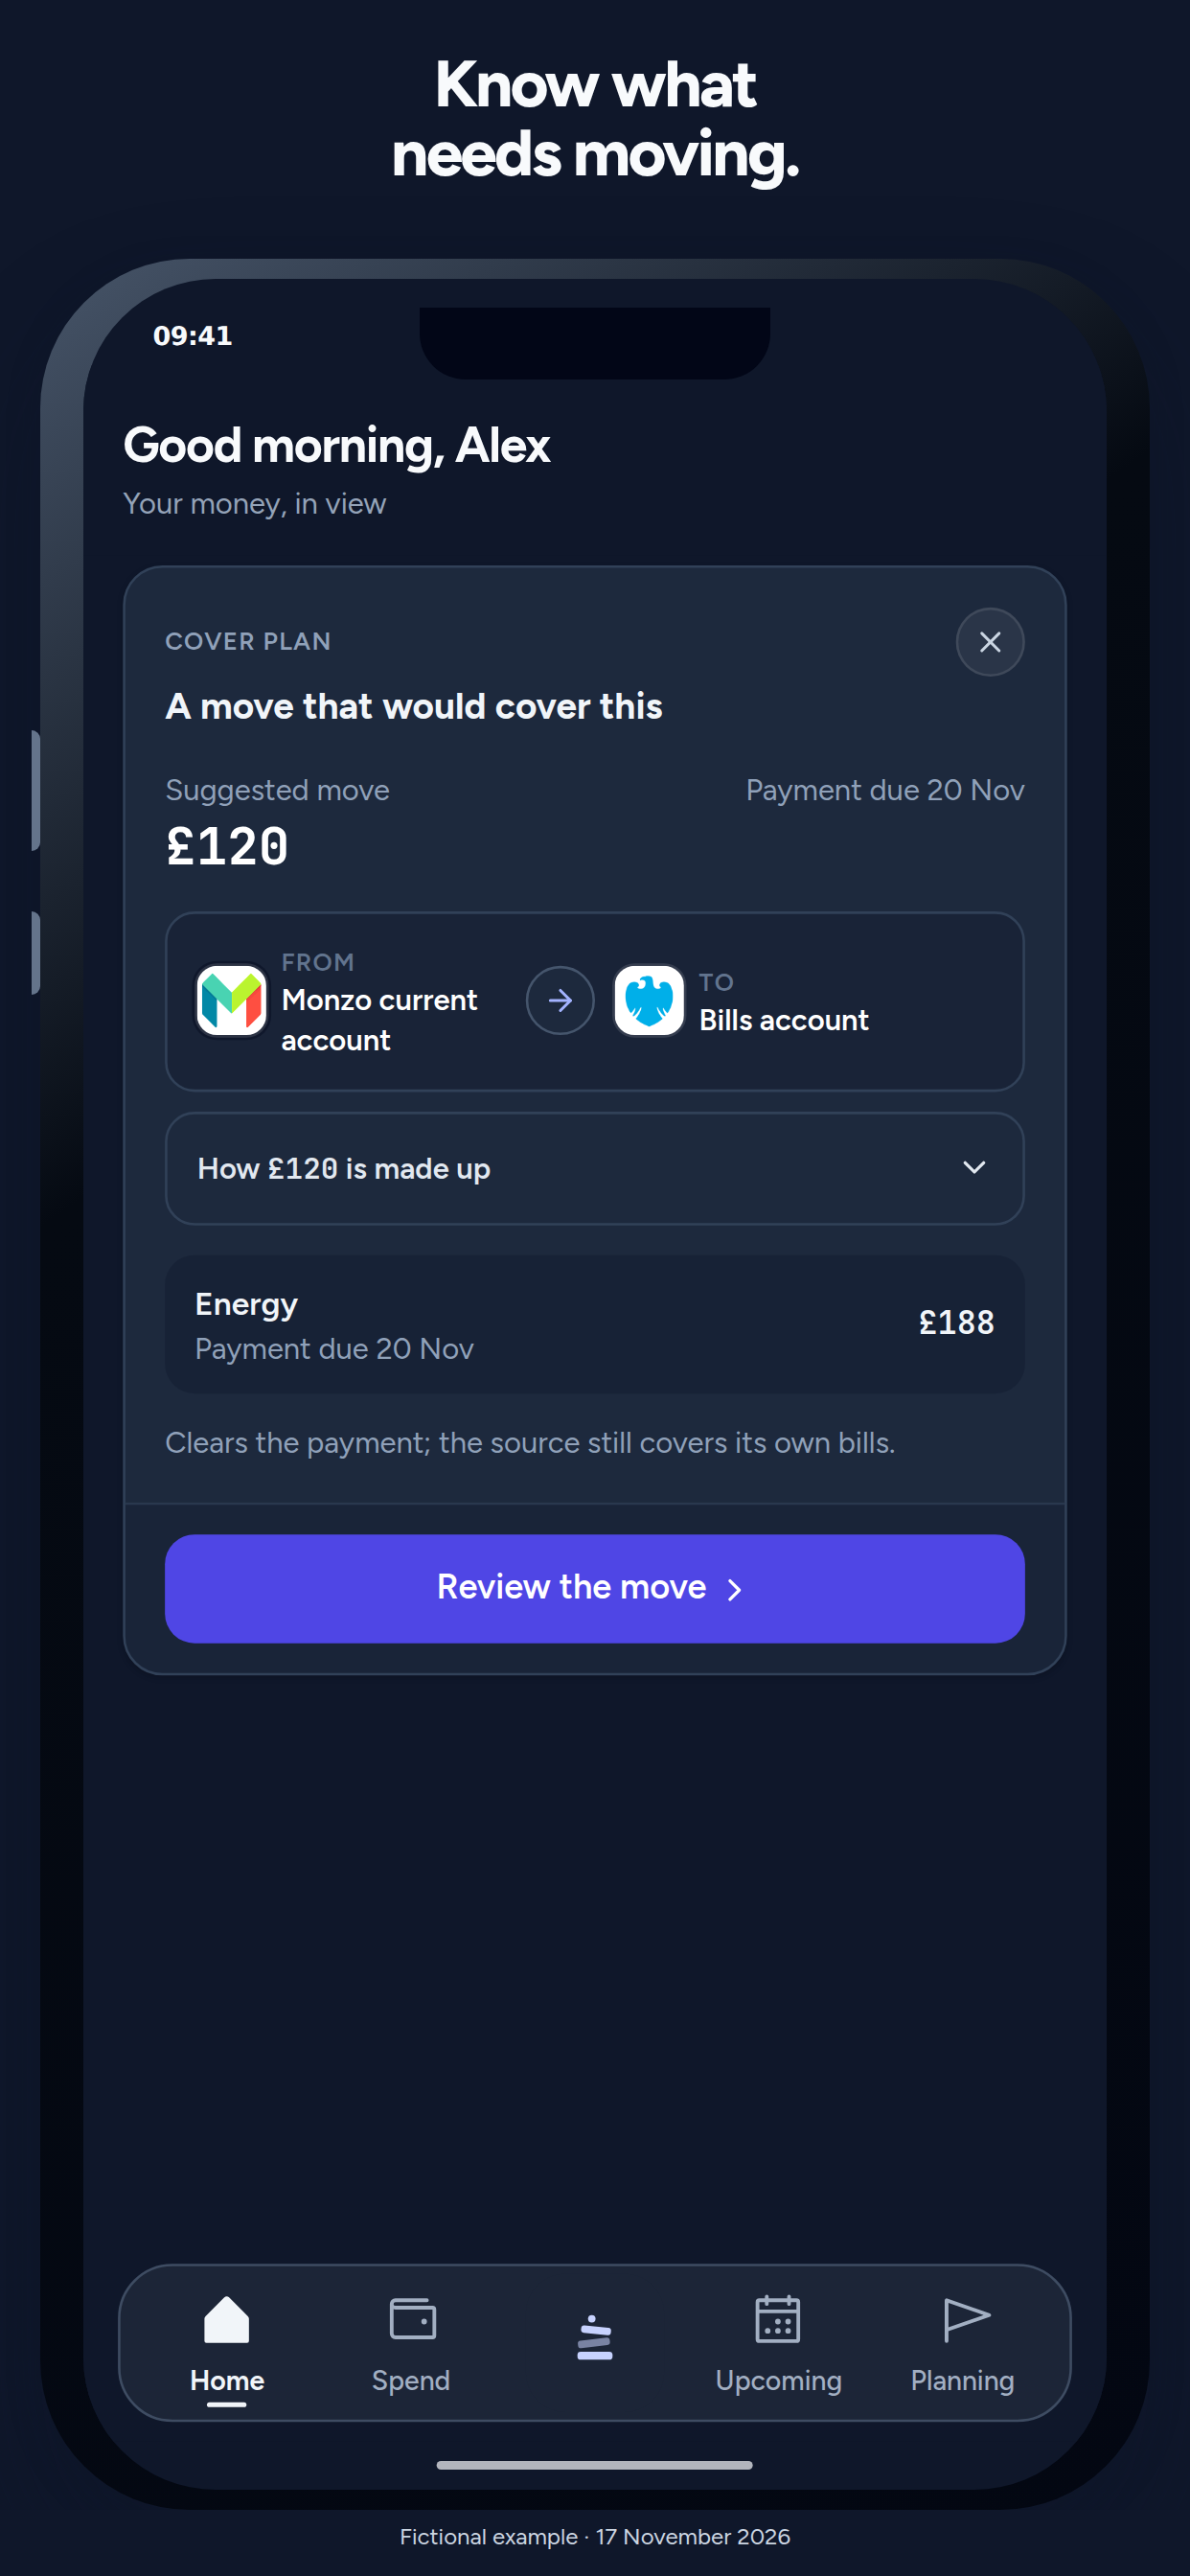 Know what
needs moving.
09:41
Good morning, Alex
Your money, in view
COVER PLAN
A move that would cover this
Suggested move
Payment due 20 Nov
£120
FROM
Monzo current
account
TO
Bills account
How £120 is made up
Energy
Payment due 20 Nov
£188
Clears the payment; the source still covers its own bills.
Review the move
Home
Spend
Upcoming
Planning
Fictional example · 17 November 2026